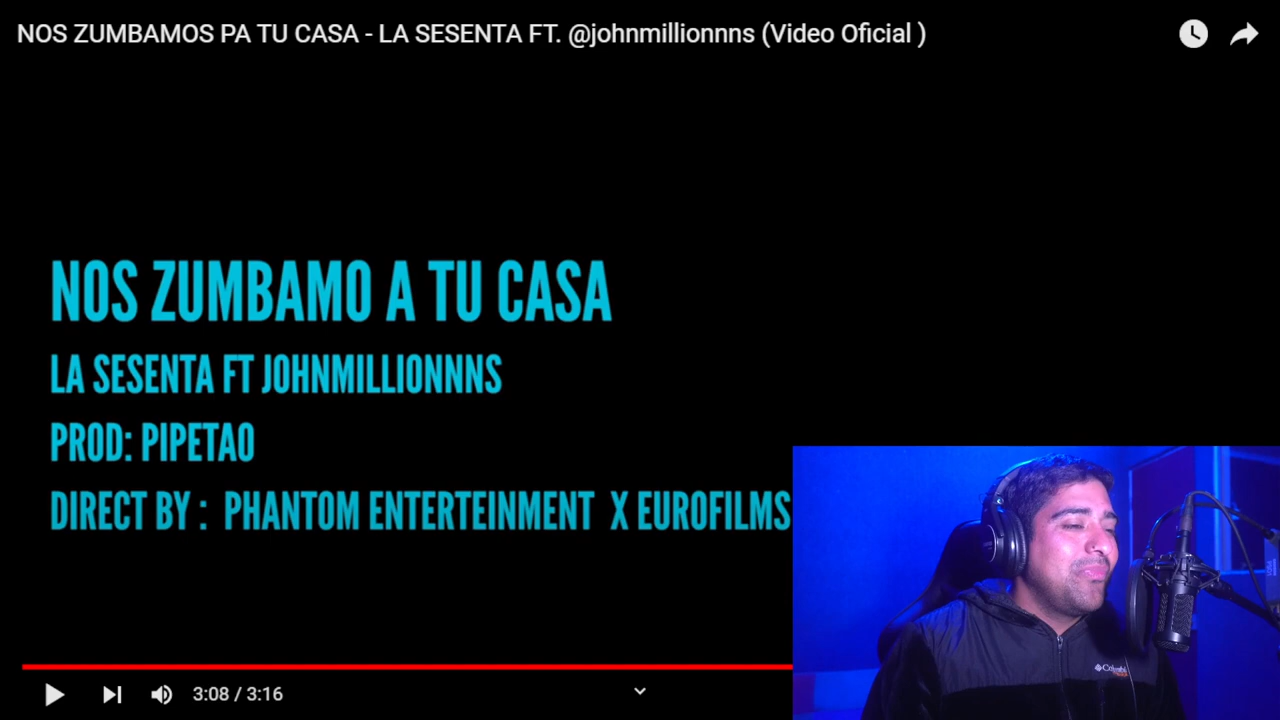 NOS ZUMBAMOS PA TU CASA - LA SESENTA FT. @johnmillionnns (Video Oficial )
NOS ZUMBAMO A TU CASA
LA SESENTA FT JOHNMILLIONNNS
PROD: PIPETAO
DIRECT BY : PHANTOM ENTERTEINMENT X EUROFILMS
Columbia
3:08 / 3:16